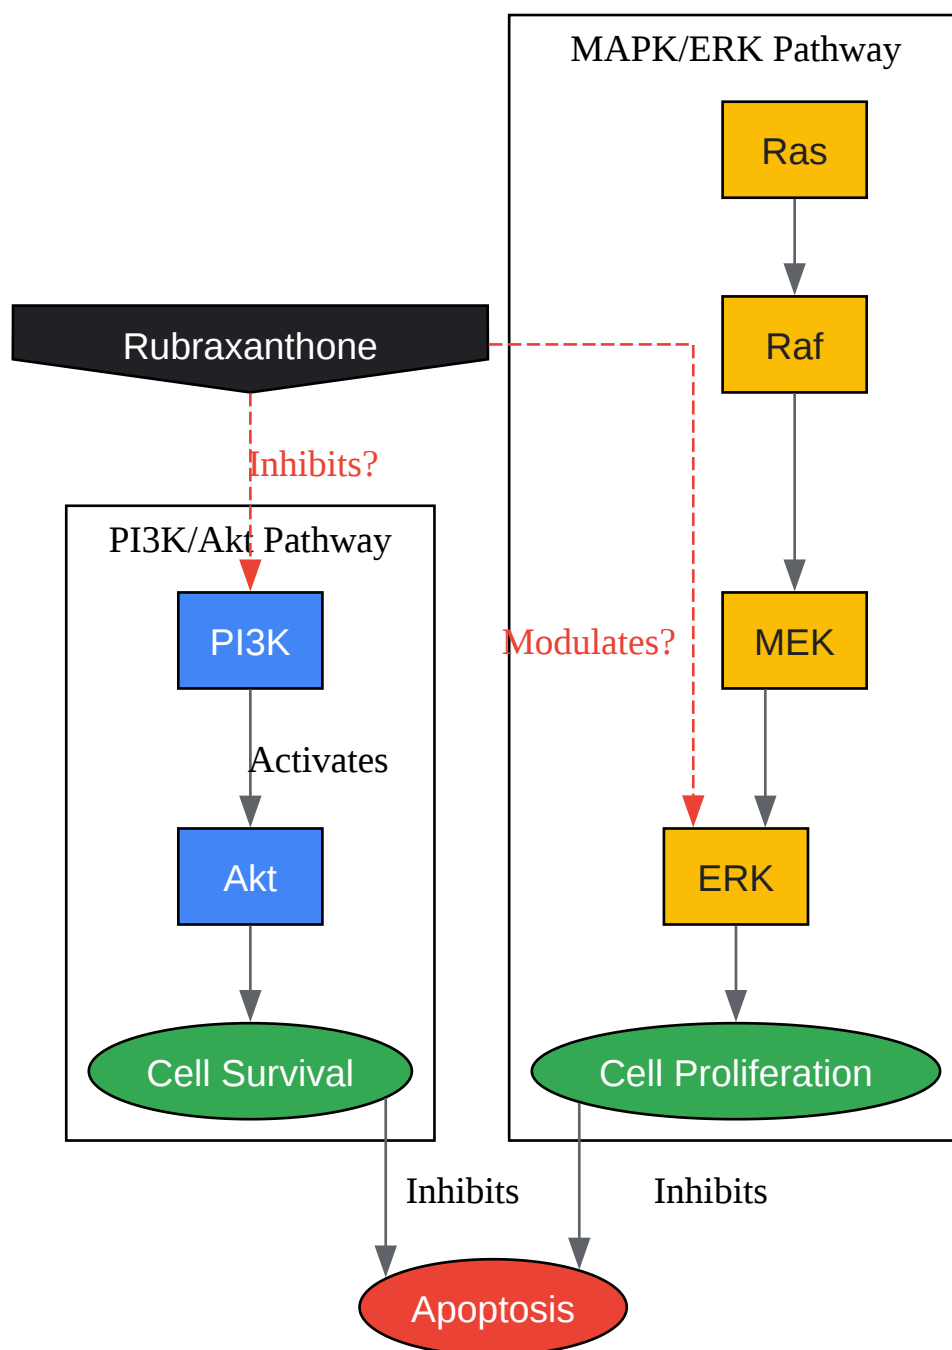 MAPK/ERK Pathway
Ras
Rubraxanthone
Raf
Inhibits?
PI3K/Akt Pathway
PI3K
Modulates?
MEK
Activates
Akt
ERK
Cell Survival
Cell Proliferation
Inhibits
Inhibits
Apoptosis